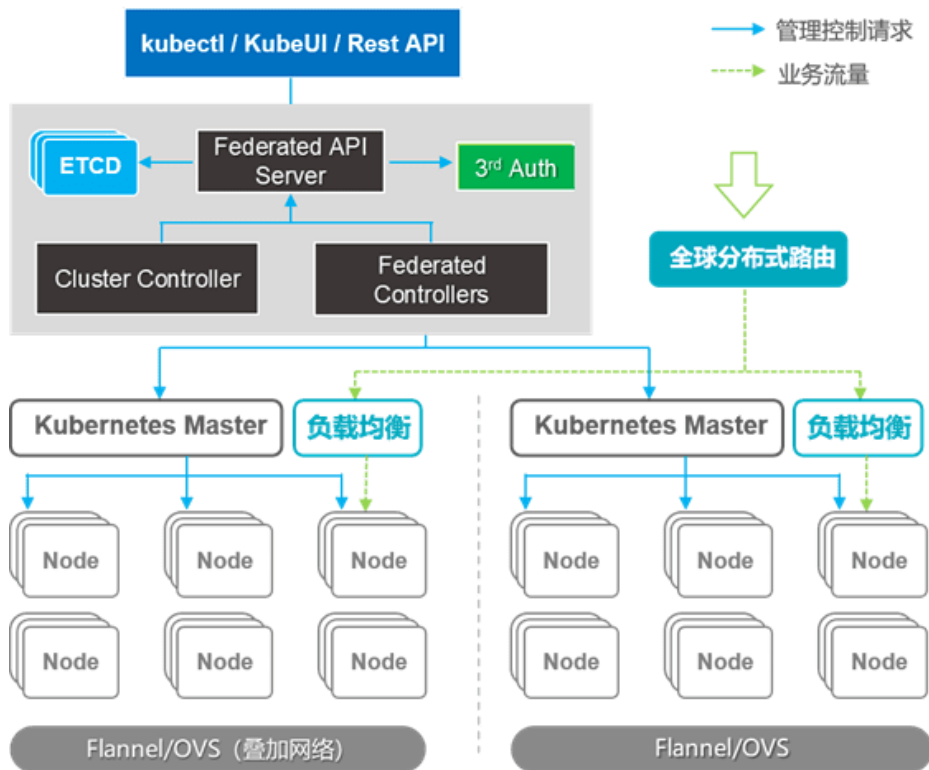 kubectl / KubeUI / Rest API
管理控制请求
业务流量
ETCD
Federated API
Server
3rd Auth
Cluster Controller
Federated
Controllers
全球分布式路由
Kubernetes Master
负载均衡
Kubernetes Master
负载均衡
Node
Node
Node
Node
Node
Node
Node
Node
Node
Node
Node
Node
Flannel/OVS（叠加网络）
Flannel/OVS